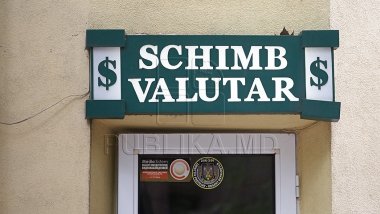 SCHIMB
$ VALUTAR $
PUBLIKA.MD